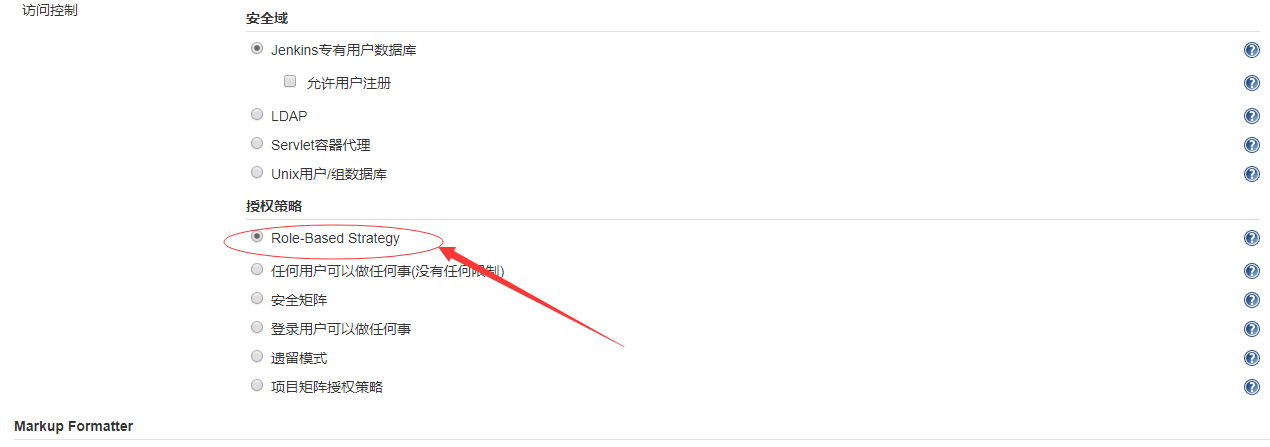 访问控制
安全域
Jenkins专有用户数据库
允许用户注册
LDAP
Servlet容器代理
Unix用户/组数据库
授权策略
Role-Based Strategy
任何用户可以做任何事(没有任何限制)
安全矩阵
登录用户可以做任何事
遗留模式
项目矩阵授权策略
Markup Formatter